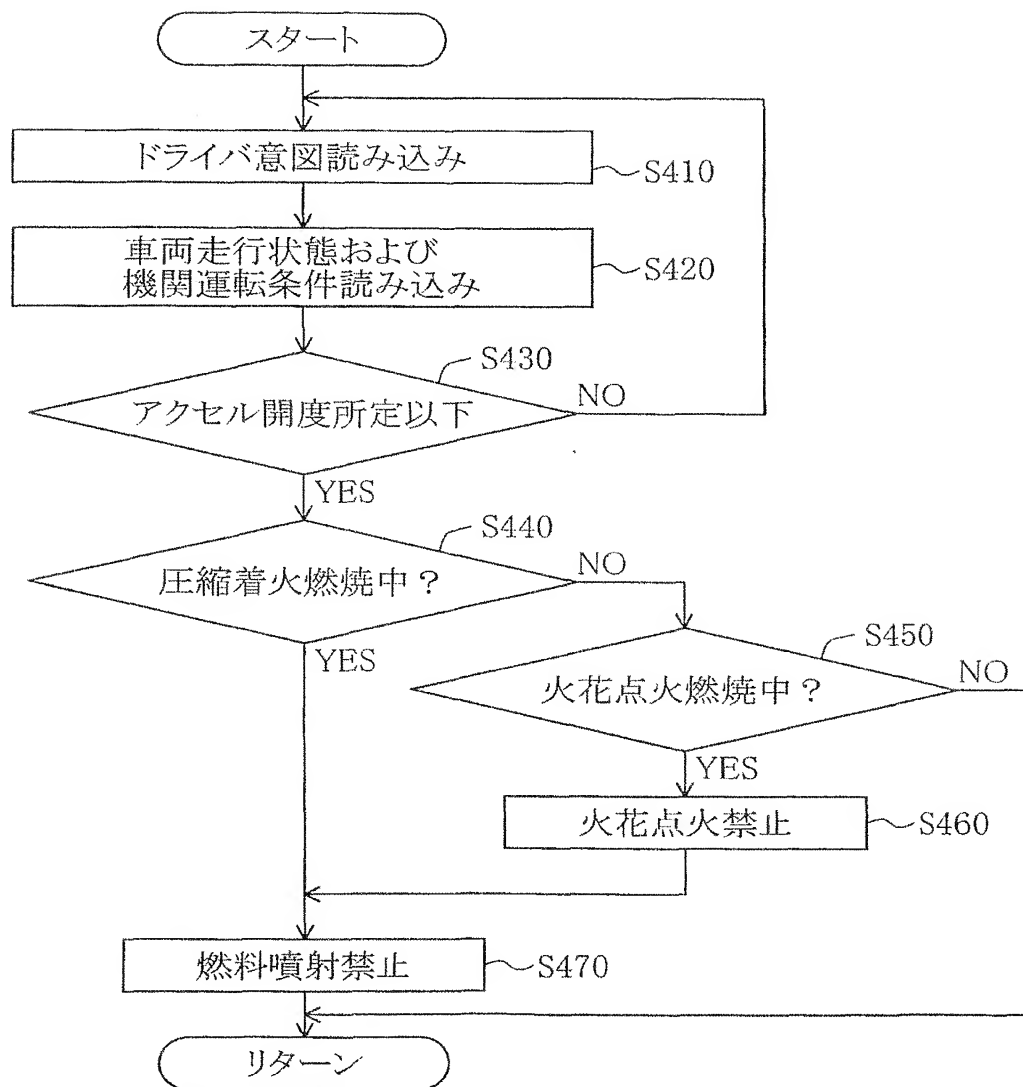 スタート
ドライバ意図読み込み
S410
車両走行状態および
機関運転条件読み込み
S420
S430
アクセル開度所定以下
NO
YES
S440
圧縮着火燃焼中?
NO
YES
S450
火花点火燃焼中?
NO
YES
火花点火禁止
S460
燃料噴射禁止
S470
リターン